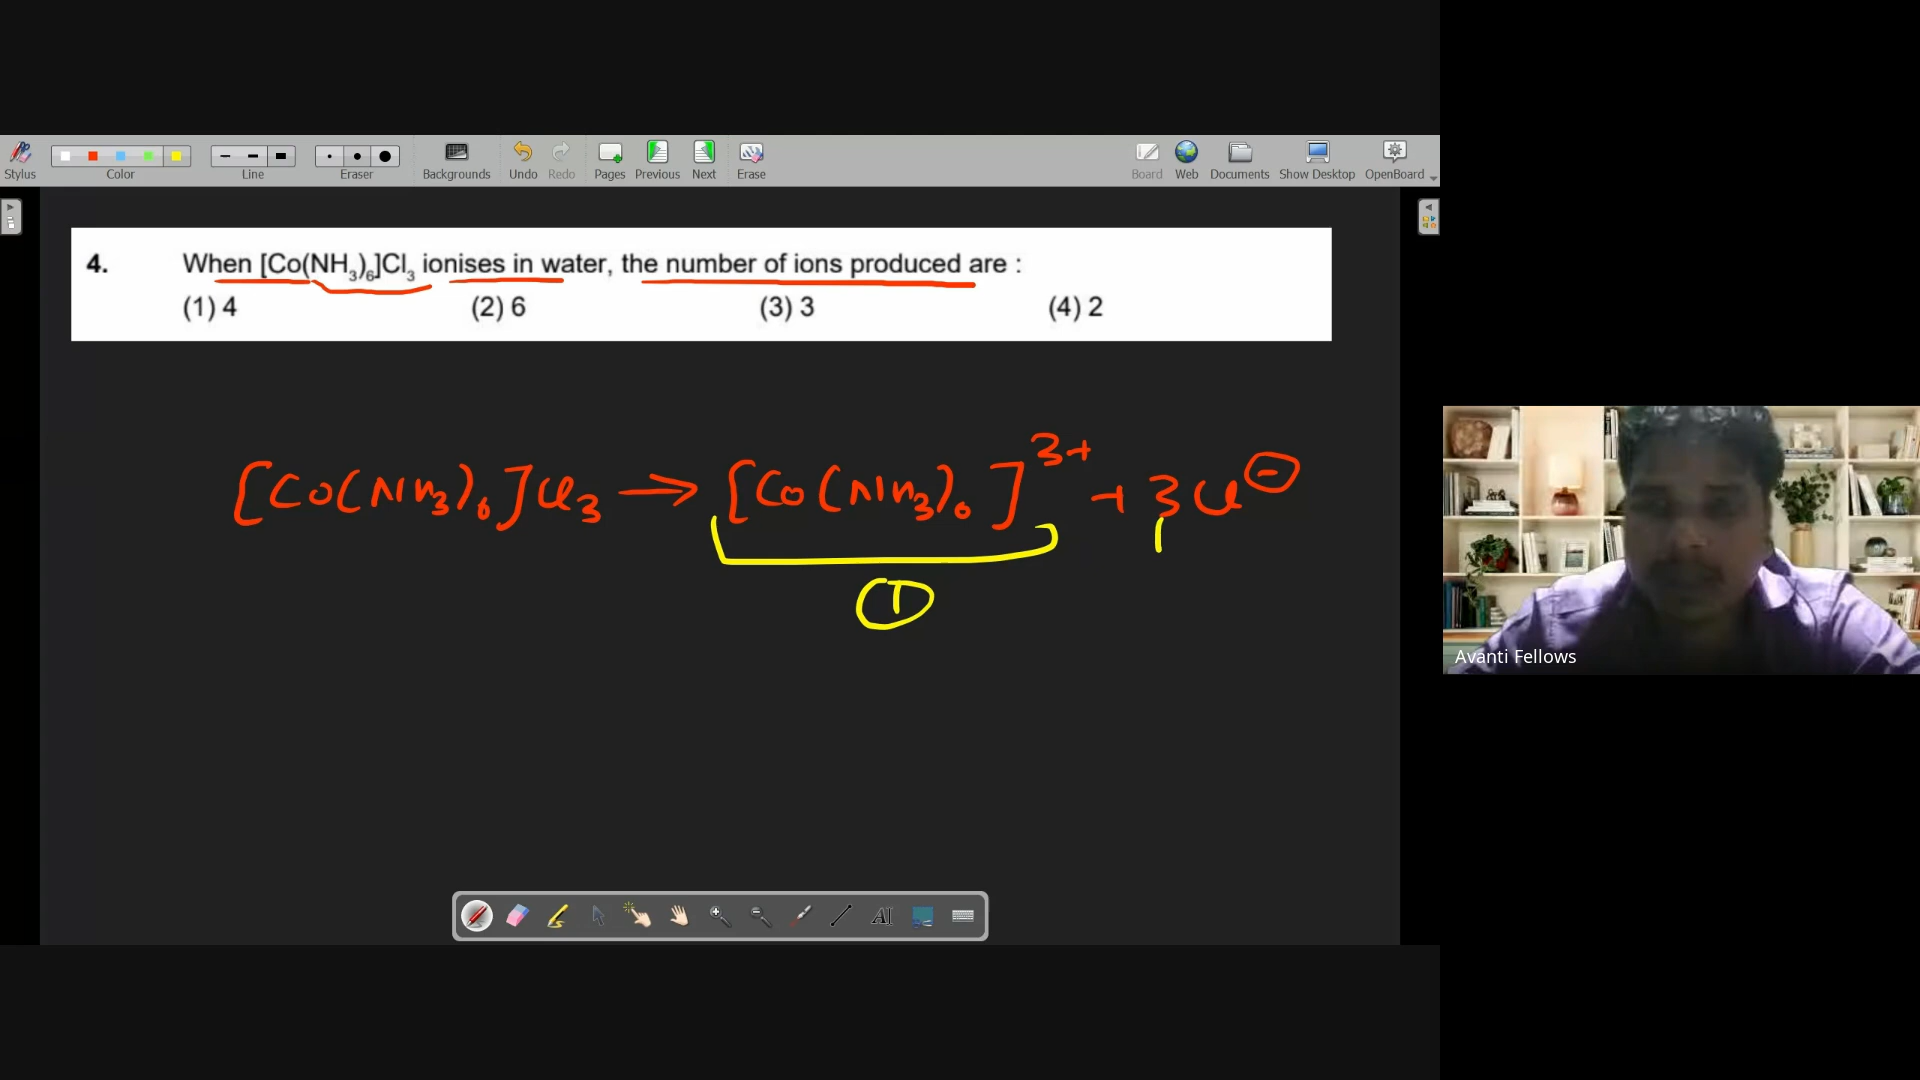 Stylus
Color
Line
Eraser
Backgrounds
Undo
Redo
Pages
Previous
Next
Erase
Board
Web
Documents
Show Desktop
OpenBoard
4. When [Co(NH₃)₆]Cl₃ ionises in water, the number of ions produced are :
(1) 4 (2) 6 (3) 3 (4) 2
[Co(NH₃)₆]Cl₃ → [Co(NH₃)₆]³⁺ + 3Cl⁻
1
AI
Avanti Fellows